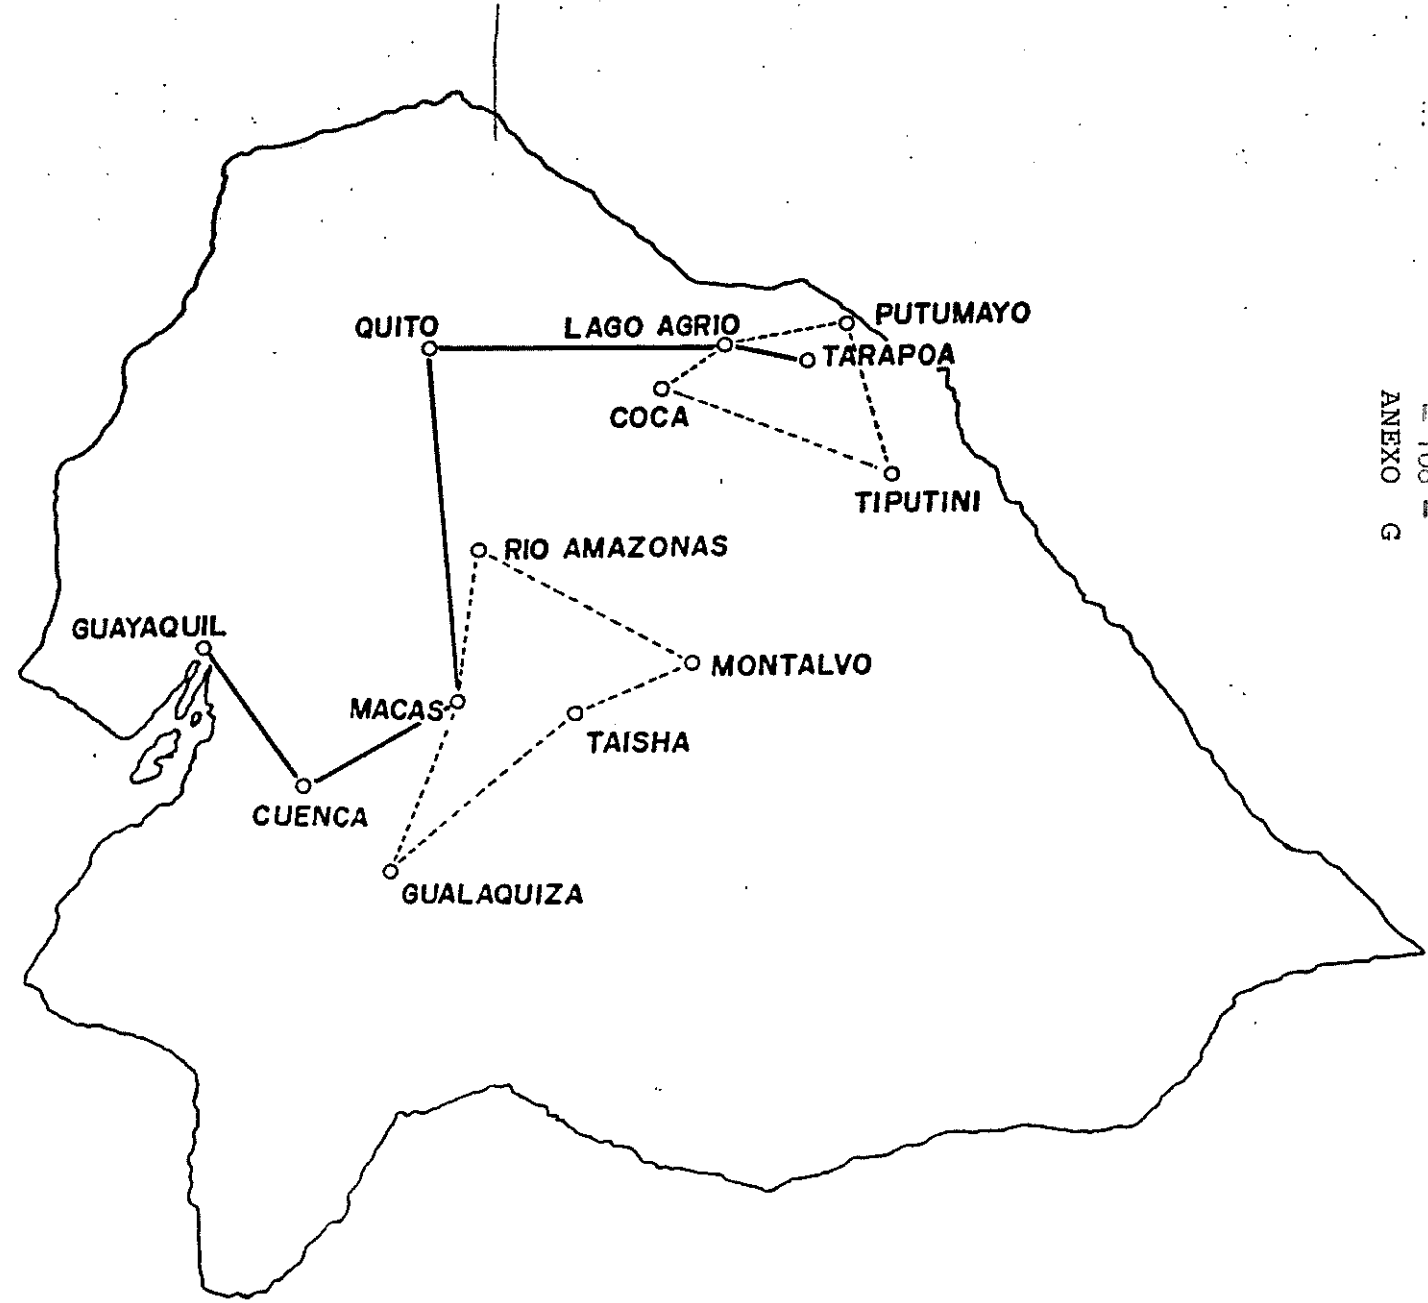 ANEXO G
PUTUMAYO
QUITO
LAGO AGRIO
TARAPOA
COCA
TIPUTINI
RIO AMAZONAS
GUAYAQUIL
MONTALVO
MACAS
TAISHA
CUENCA
GUALAQUIZA